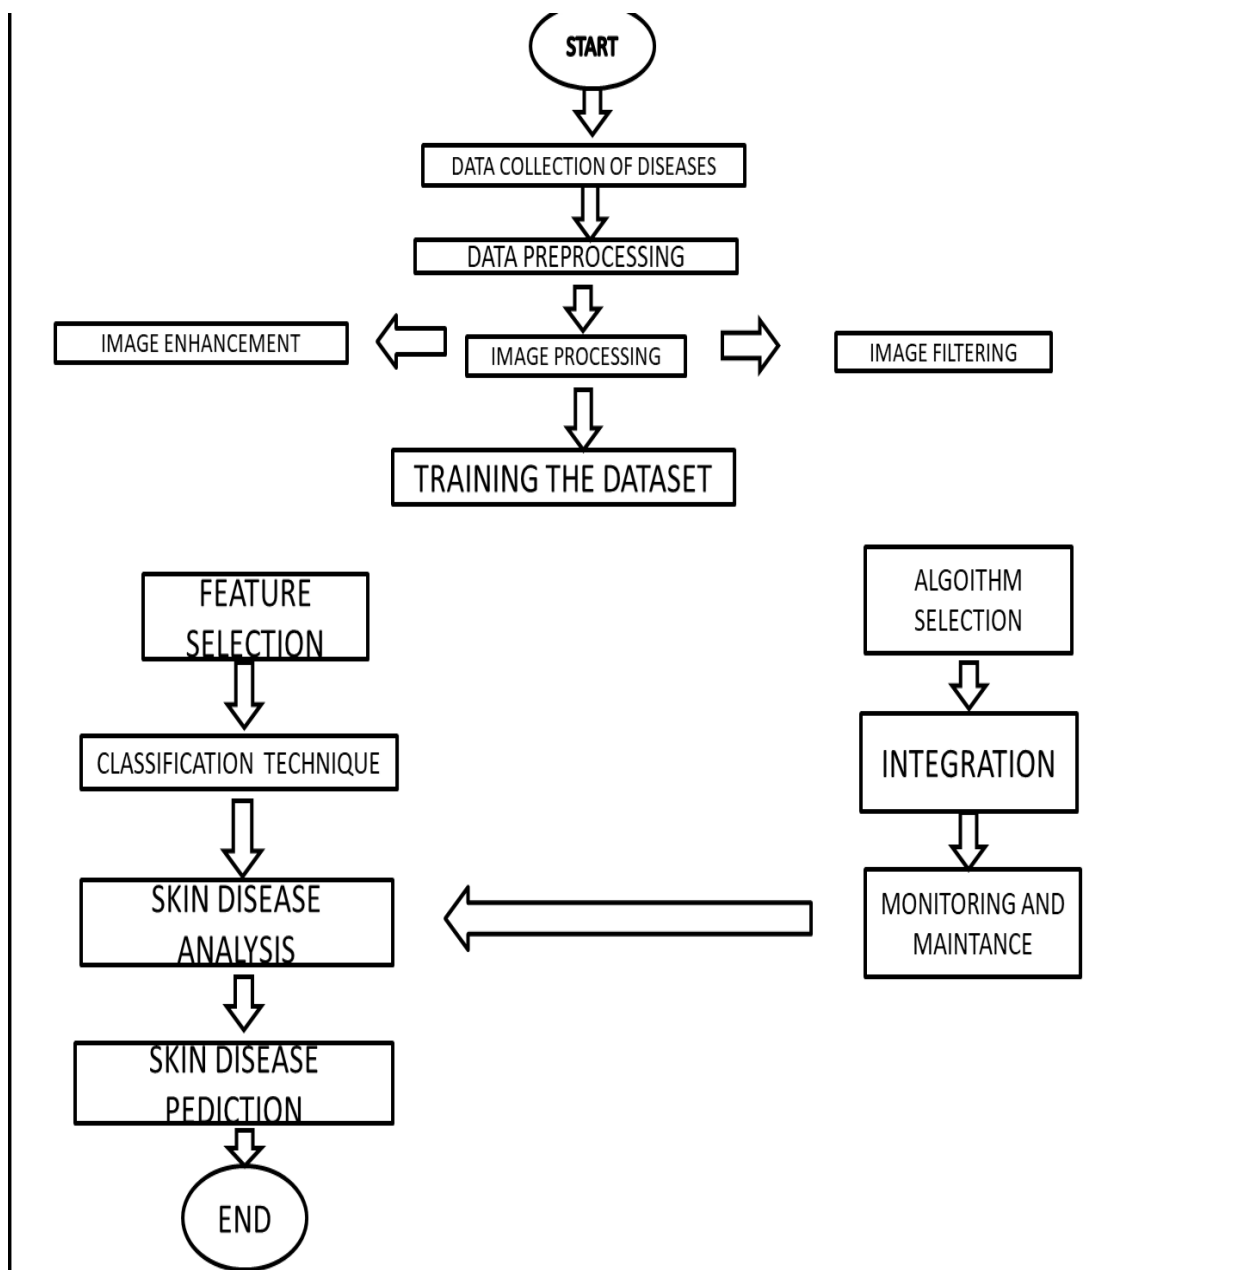 START
DATA COLLECTION OF DISEASES
DATA PREPROCESSING
IMAGE ENHANCEMENT
IMAGE PROCESSING
IMAGE FILTERING
TRAINING THE DATASET
FEATURE
SELECTION
ALGOITHM
SELECTION
CLASSIFICATION TECHNIQUE
INTEGRATION
SKIN DISEASE
ANALYSIS
MONITORING AND
MAINTANCE
SKIN DISEASE
PEDICTION
END